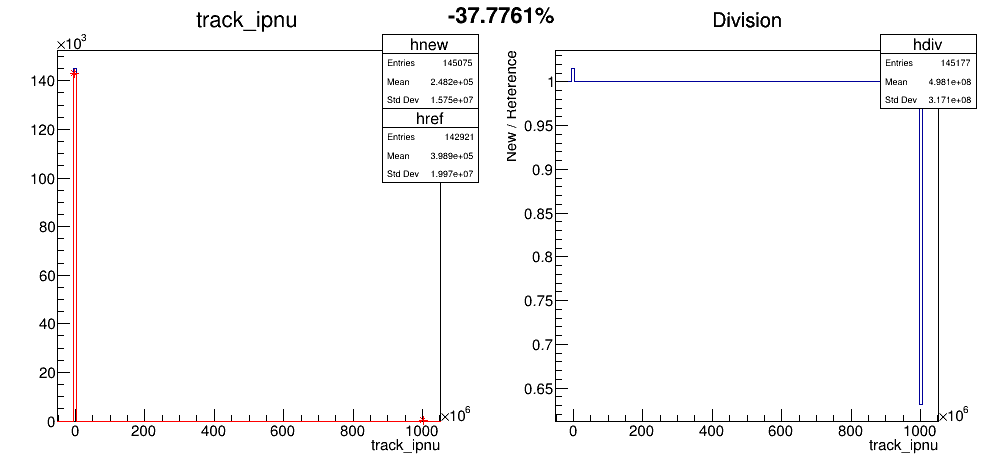 track_ipnu
-37.7761%
Division
×10³
hnew
Entries 145075
Mean 2.482e+05
Std Dev 1.575e+07
href
Entries 142921
Mean 3.989e+05
Std Dev 1.997e+07
140
120
100
80
60
40
20
0
0 200 400 600 800 1000
×10⁶
track_ipnu
hdiv
Entries 145177
Mean 4.981e+08
Std Dev 3.171e+08
New / Reference
1
0.95
0.9
0.85
0.8
0.75
0.7
0.65
0 200 400 600 800 1000
×10⁶
track_ipnu